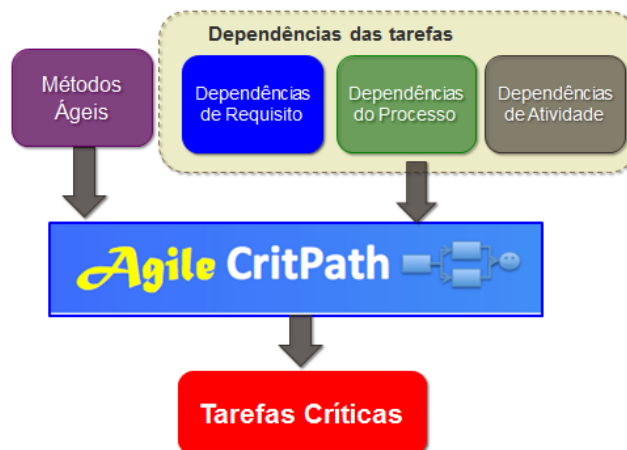 Dependências das tarefas
Métodos
Ágeis
Dependências
de Requisito
Dependências
do Processo
Dependências
de Atividade
Agile CritPath
Tarefas Críticas